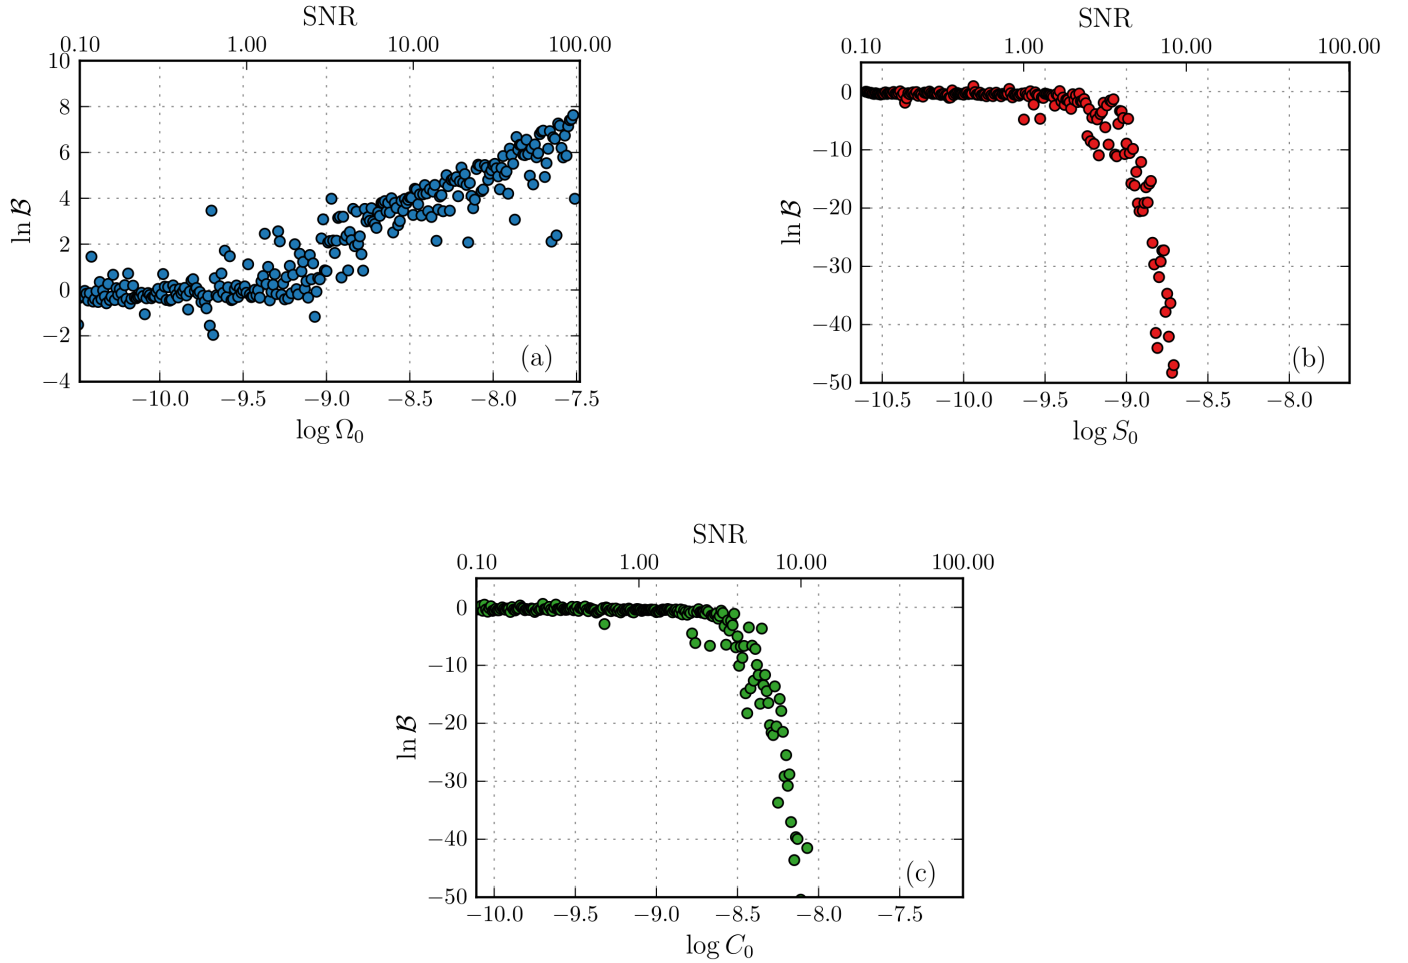 SNR
0.10 1.00 10.00 100.00
10
8
6
4
2
0
−2
−4
ln ℬ
(a)
−10.0 −9.5 −9.0 −8.5 −8.0 −7.5
log Ω₀
SNR
0.10 1.00 10.00 100.00
0
−10
−20
−30
−40
−50
ln ℬ
(b)
−10.5 −10.0 −9.5 −9.0 −8.5 −8.0
log S₀
SNR
0.10 1.00 10.00 100.00
0
−10
−20
−30
−40
−50
ln ℬ
(c)
−10.0 −9.5 −9.0 −8.5 −8.0 −7.5
log C₀